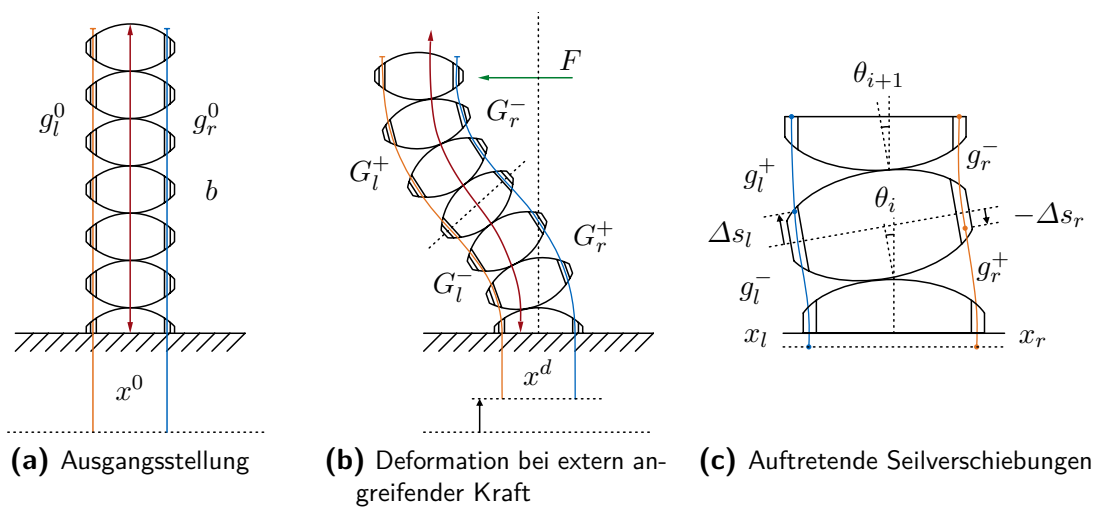 g_l^0
g_r^0
b
x^0
(a) Ausgangsstellung
F
G_r^-
G_l^+
G_r^+
G_l^-
x^d
(b) Deformation bei extern an-
greifender Kraft
θ_{i+1}
g_l^+
g_r^-
θ_i
Δs_l
-Δs_r
g_l^-
g_r^+
x_l
x_r
(c) Auftretende Seilverschiebungen